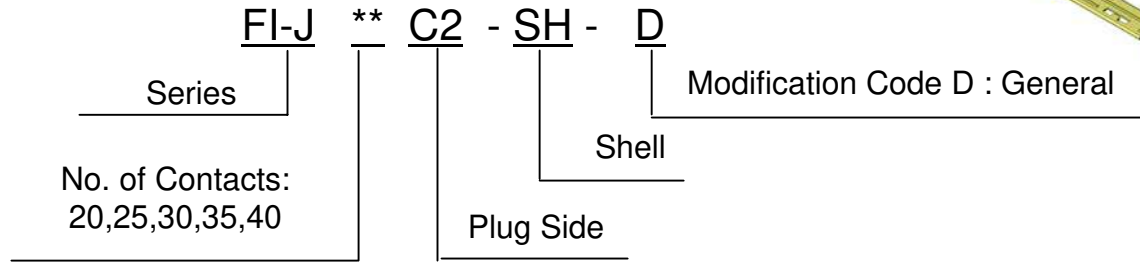 FI-J ** C2 - SH - D
Series
Modification Code D : General
Shell
No. of Contacts:
20,25,30,35,40
Plug Side